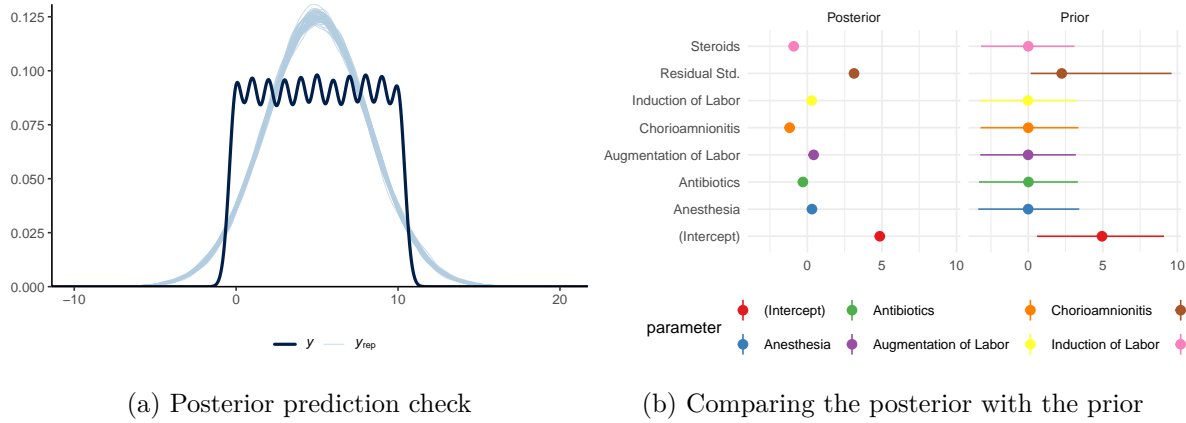 0.125
0.100
0.075
0.050
0.025
0.000
−10 0 10 20
y yrep
(a) Posterior prediction check
Posterior Prior
Steroids
Residual Std.
Induction of Labor
Chorioamnionitis
Augmentation of Labor
Antibiotics
Anesthesia
(Intercept)
0 5 10 0 5 10
parameter
(Intercept) Antibiotics Chorioamnionitis
Anesthesia Augmentation of Labor Induction of Labor
(b) Comparing the posterior with the prior